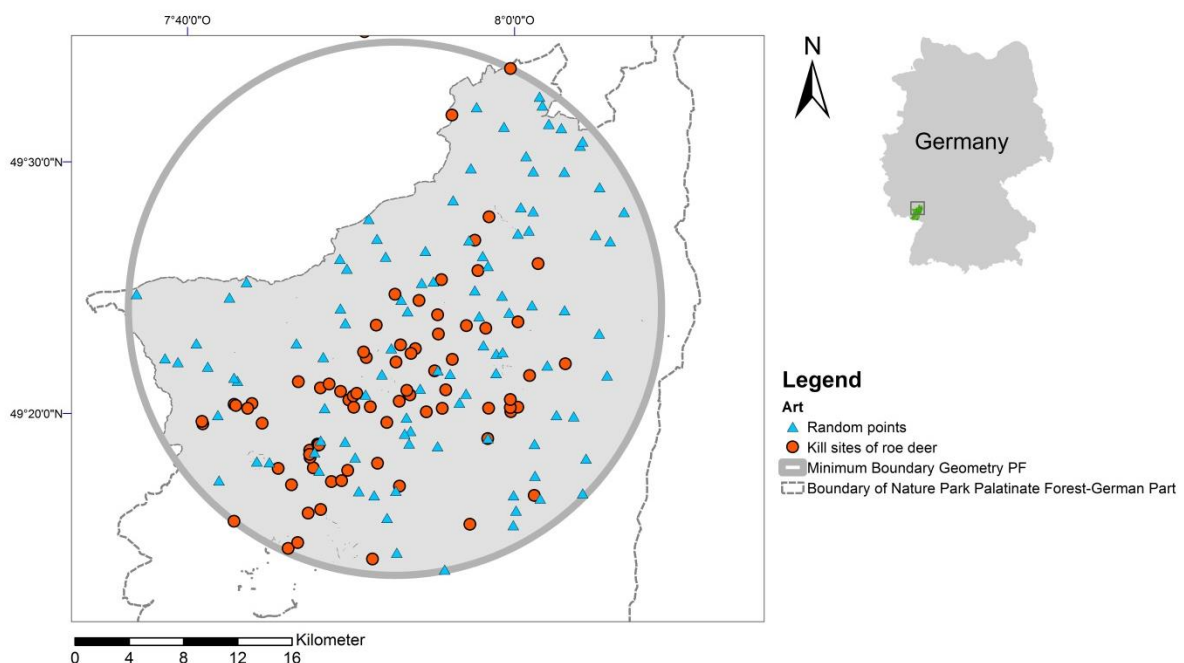 7°40'0"O
8°0'0"O
49°30'0"N
49°20'0"N
N
Germany
Legend
Art
Random points
Kill sites of roe deer
Minimum Boundary Geometry PF
Boundary of Nature Park Palatinate Forest-German Part
Kilometer
0 4 8 12 16